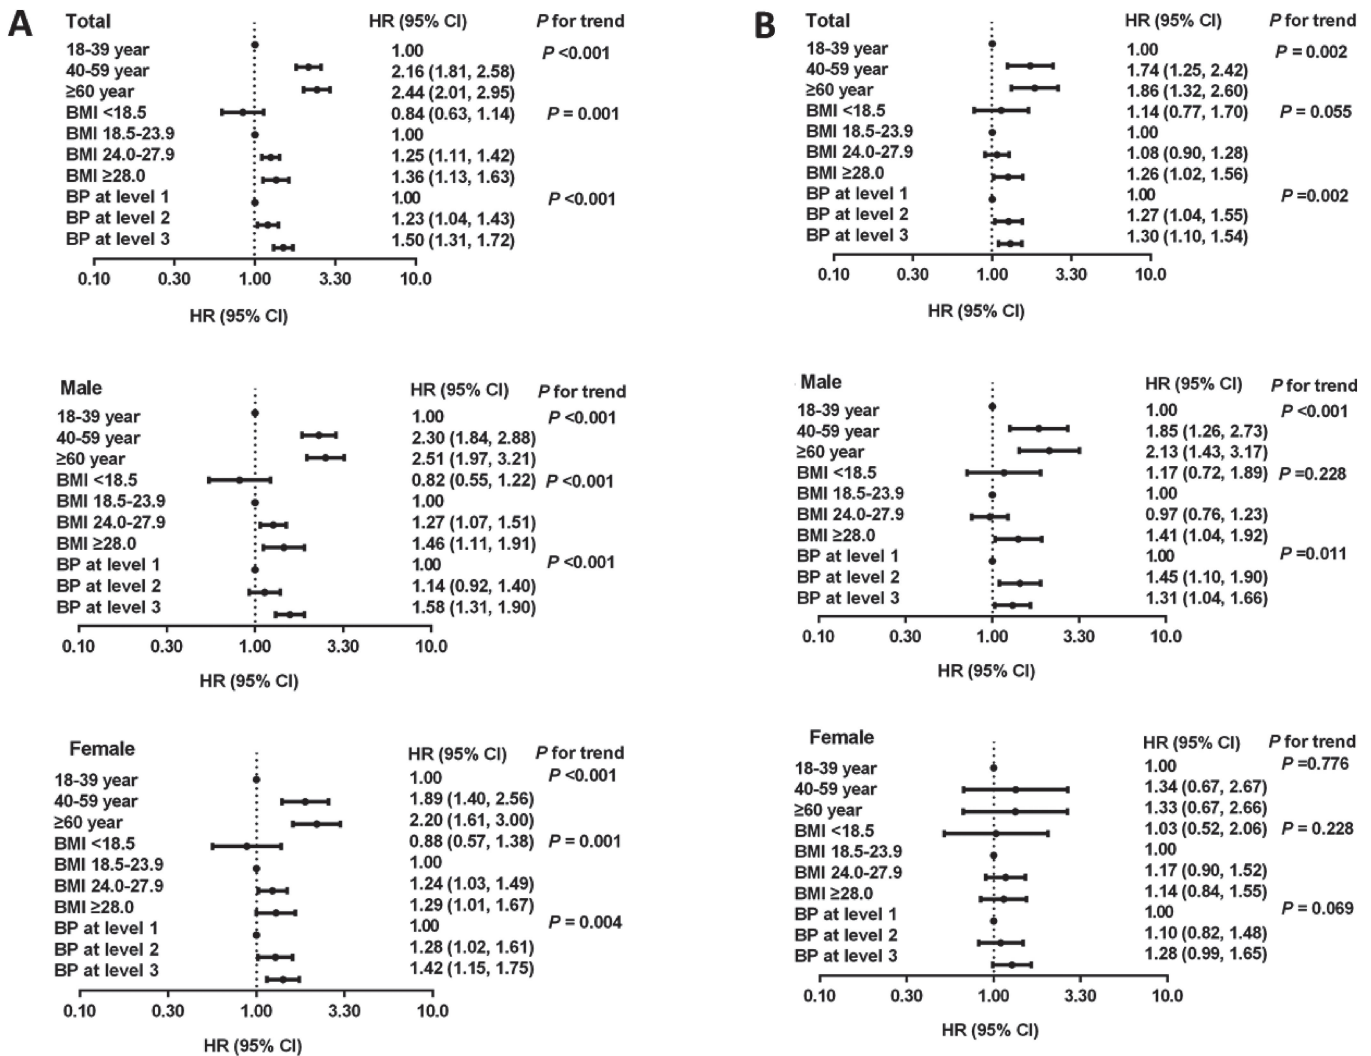 A
Total HR (95% CI) P for trend
18-39 year 1.00 P <0.001
40-59 year 2.16 (1.81, 2.58)
≥60 year 2.44 (2.01, 2.95)
BMI <18.5 0.84 (0.63, 1.14) P = 0.001
BMI 18.5-23.9 1.00
BMI 24.0-27.9 1.25 (1.11, 1.42)
BMI ≥28.0 1.36 (1.13, 1.63)
BP at level 1 1.00 P <0.001
BP at level 2 1.23 (1.04, 1.43)
BP at level 3 1.50 (1.31, 1.72)
0.10 0.30 1.00 3.30 10.0
HR (95% CI)
Male HR (95% CI) P for trend
18-39 year 1.00 P <0.001
40-59 year 2.30 (1.84, 2.88)
≥60 year 2.51 (1.97, 3.21)
BMI <18.5 0.82 (0.55, 1.22) P <0.001
BMI 18.5-23.9 1.00
BMI 24.0-27.9 1.27 (1.07, 1.51)
BMI ≥28.0 1.46 (1.11, 1.91)
BP at level 1 1.00 P <0.001
BP at level 2 1.14 (0.92, 1.40)
BP at level 3 1.58 (1.31, 1.90)
0.10 0.30 1.00 3.30 10.0
HR (95% CI)
Female HR (95% CI) P for trend
18-39 year 1.00 P <0.001
40-59 year 1.89 (1.40, 2.56)
≥60 year 2.20 (1.61, 3.00)
BMI <18.5 0.88 (0.57, 1.38) P = 0.001
BMI 18.5-23.9 1.00
BMI 24.0-27.9 1.24 (1.03, 1.49)
BMI ≥28.0 1.29 (1.01, 1.67)
BP at level 1 1.00 P = 0.004
BP at level 2 1.28 (1.02, 1.61)
BP at level 3 1.42 (1.15, 1.75)
0.10 0.30 1.00 3.30 10.0
HR (95% CI)
B
Total HR (95% CI) P for trend
18-39 year 1.00 P = 0.002
40-59 year 1.74 (1.25, 2.42)
≥60 year 1.86 (1.32, 2.60)
BMI <18.5 1.14 (0.77, 1.70) P = 0.055
BMI 18.5-23.9 1.00
BMI 24.0-27.9 1.08 (0.90, 1.28)
BMI ≥28.0 1.26 (1.02, 1.56)
BP at level 1 1.00 P =0.002
BP at level 2 1.27 (1.04, 1.55)
BP at level 3 1.30 (1.10, 1.54)
0.10 0.30 1.00 3.30 10.0
HR (95% CI)
Male HR (95% CI) P for trend
18-39 year 1.00 P <0.001
40-59 year 1.85 (1.26, 2.73)
≥60 year 2.13 (1.43, 3.17)
BMI <18.5 1.17 (0.72, 1.89) P =0.228
BMI 18.5-23.9 1.00
BMI 24.0-27.9 0.97 (0.76, 1.23)
BMI ≥28.0 1.41 (1.04, 1.92)
BP at level 1 1.00 P =0.011
BP at level 2 1.45 (1.10, 1.90)
BP at level 3 1.31 (1.04, 1.66)
0.10 0.30 1.00 3.30 10.0
HR (95% CI)
Female HR (95% CI) P for trend
18-39 year 1.00 P =0.776
40-59 year 1.34 (0.67, 2.67)
≥60 year 1.33 (0.67, 2.66)
BMI <18.5 1.03 (0.52, 2.06) P = 0.228
BMI 18.5-23.9 1.00
BMI 24.0-27.9 1.17 (0.90, 1.52)
BMI ≥28.0 1.14 (0.84, 1.55)
BP at level 1 1.00 P = 0.069
BP at level 2 1.10 (0.82, 1.48)
BP at level 3 1.28 (0.99, 1.65)
0.10 0.30 1.00 3.30 10.0
HR (95% CI)